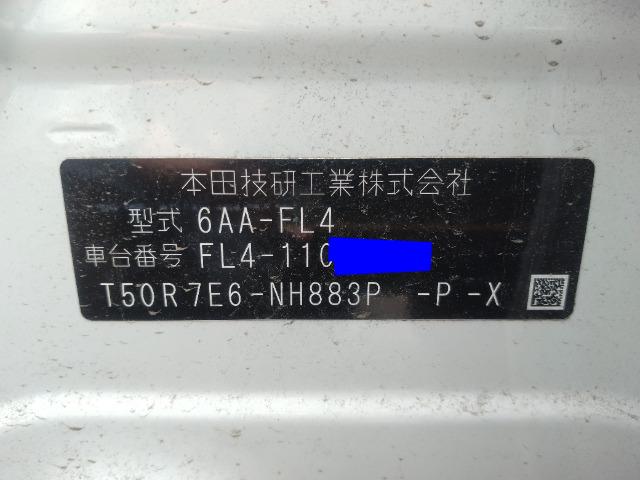 本田技研工業株式会社
型式 6AA-FL4
車台番号 FL4-110
T50R7E6-NH883P -P-X